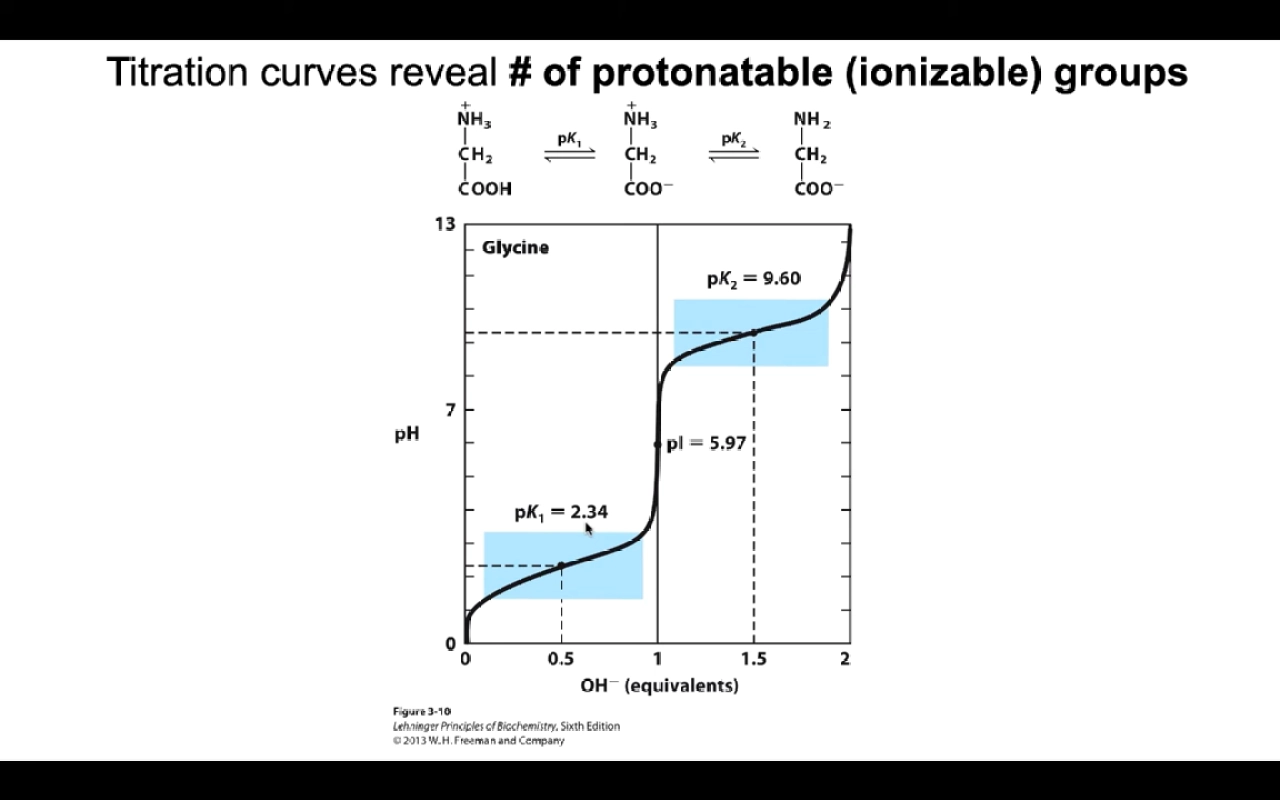 Titration curves reveal # of protonatable (ionizable) groups
+ +
NH₃ NH₃ NH₂
pK₁ pK₂
CH₂ CH₂ CH₂
COOH COO⁻ COO⁻
13
Glycine
pK₂ = 9.60
7
pH
pI = 5.97
pK₁ = 2.34
0
0 0.5 1 1.5 2
OH⁻ (equivalents)
Figure 3-10
Lehninger Principles of Biochemistry, Sixth Edition
© 2013 W. H. Freeman and Company